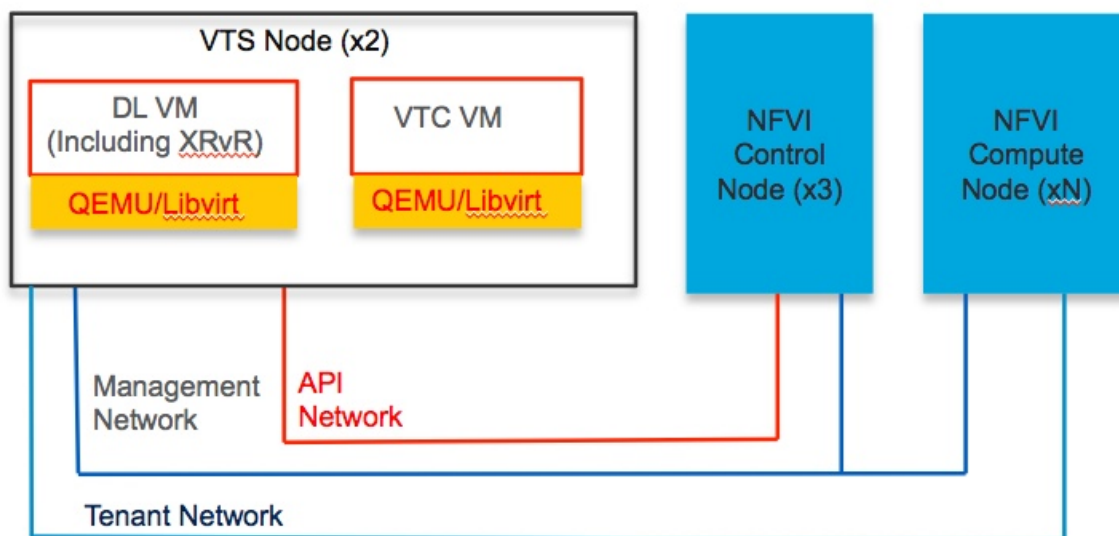 VTS Node (x2)
DL VM
(Including XRvR)
QEMU/Libvirt
VTC VM
QEMU/Libvirt
NFVI
Control
Node (x3)
NFVI
Compute
Node (xN)
Management
Network
API
Network
Tenant Network